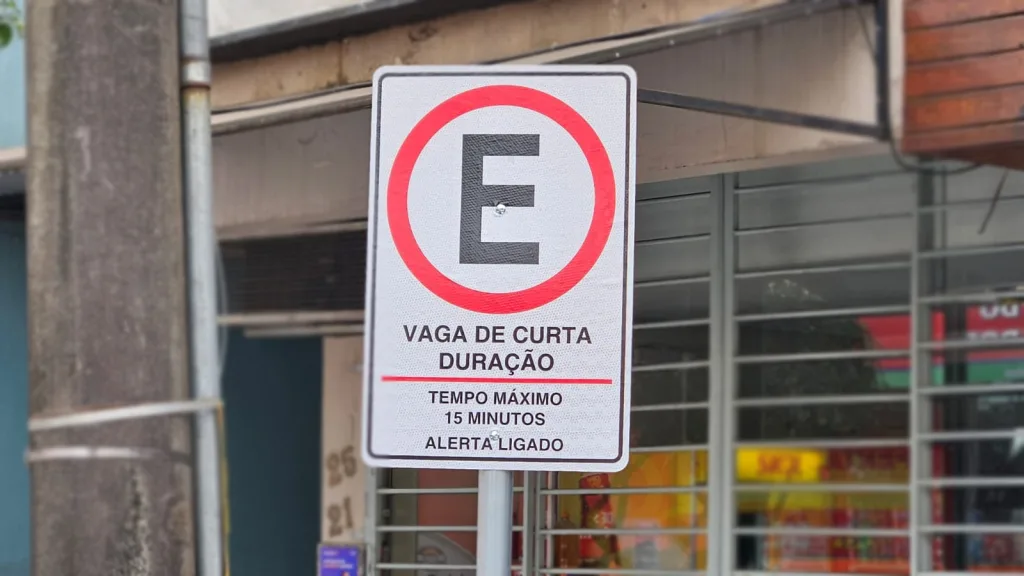 E
VAGA DE CURTA
DURAÇÃO
TEMPO MÁXIMO
15 MINUTOS
ALERTA LIGADO